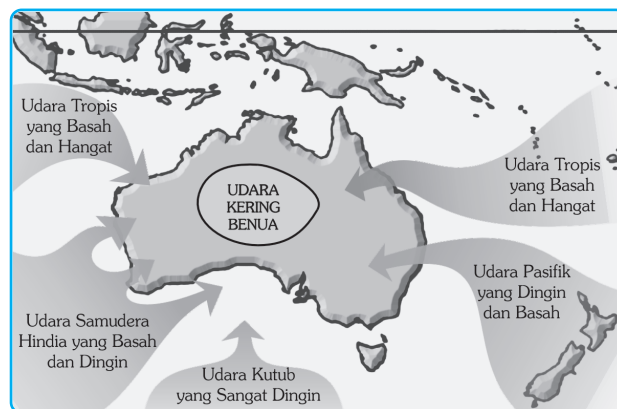 Udara Tropis
yang Basah
dan Hangat
UDARA
KERING
BENUA
Udara Tropis
yang Basah
dan Hangat
Udara Pasifik
yang Dingin
dan Basah
Udara Samudera
Hindia yang Basah
dan Dingin
Udara Kutub
yang Sangat Dingin